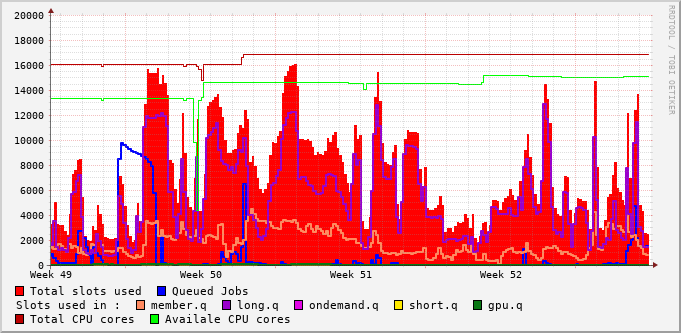 20000
18000
16000
14000
12000
10000
8000
6000
4000
2000
0
Week 49 Week 50 Week 51 Week 52
RRDTOOL / TOBI OETIKER
Total slots used Queued Jobs
Slots used in : member.q long.q ondemand.q short.q gpu.q
Total CPU cores Availale CPU cores